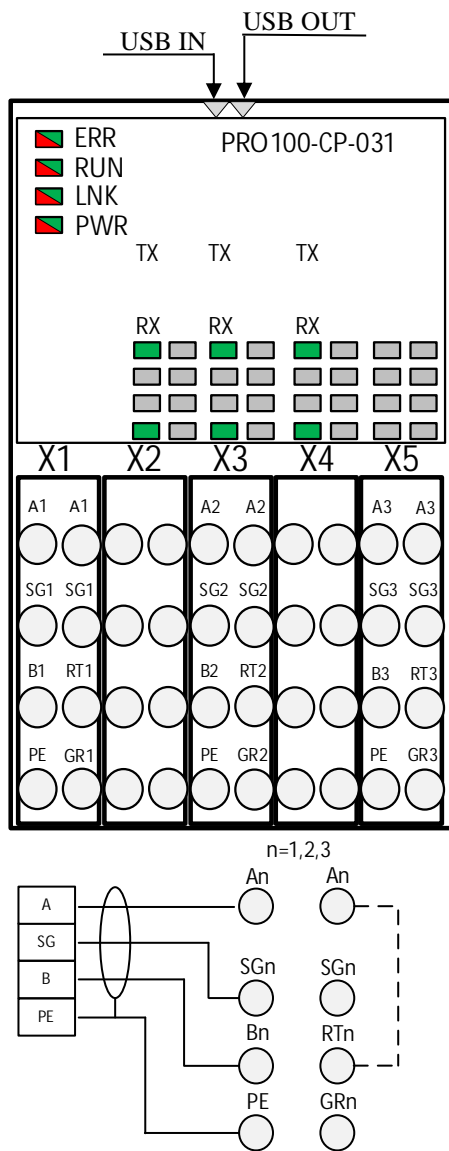 USB IN USB OUT
ERR PRO100-CP-031
RUN
LNK
PWR
TX TX TX
RX RX RX
X1 X2 X3 X4 X5
A1 A1 A2 A2 A3 A3
SG1 SG1 SG2 SG2 SG3 SG3
B1 RT1 B2 RT2 B3 RT3
PE GR1 PE GR2 PE GR3
n=1,2,3
An An
A
SG
SGn SGn
B
Bn RTn
PE
PE GRn